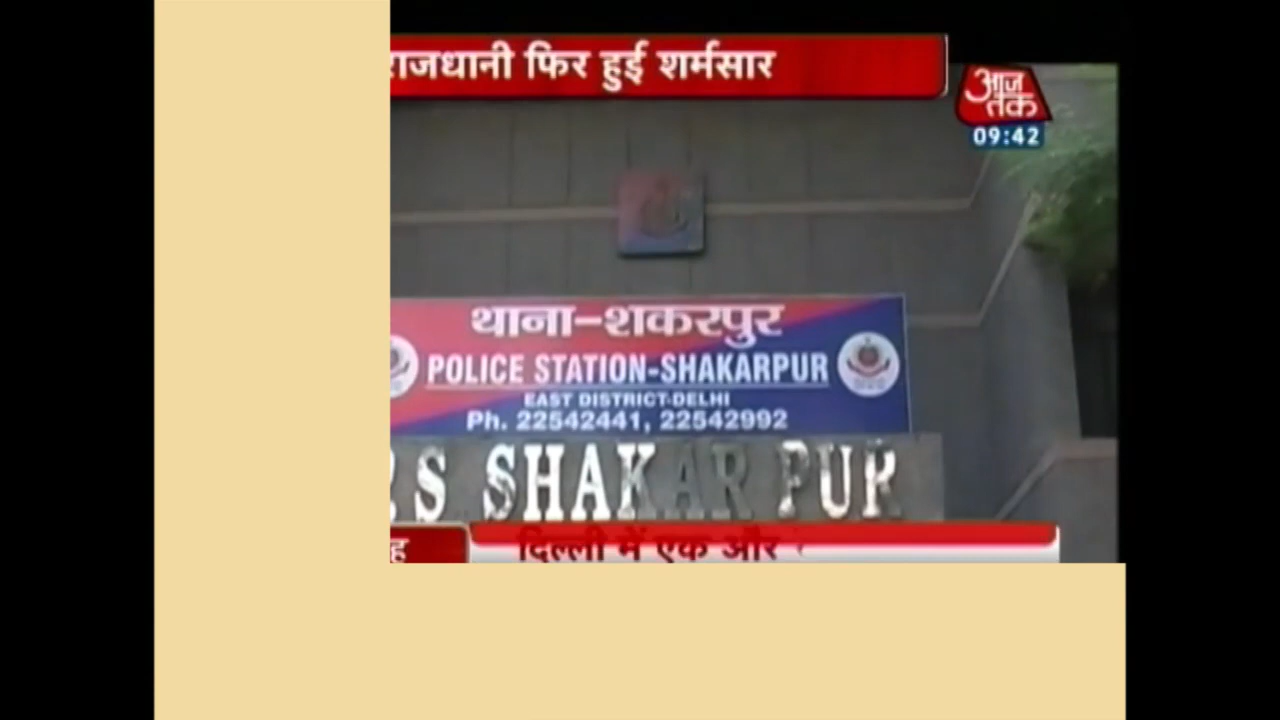 राजधानी फिर हुई शर्मसार
आज तक
09:42
थाना-शकरपुर
POLICE STATION-SHAKARPUR
EAST DISTRICT-DELHI
Ph. 22542441, 22542992
P.S SHAKAR PUR
दिल्ली में एक और